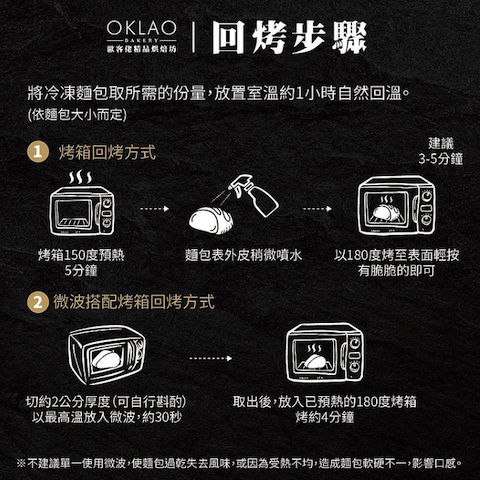 OKLAO
BAKERY
歐客佬精品烘焙坊
回烤步驟
將冷凍麵包取所需的份量,放置室溫約1小時自然回溫。
(依麵包大小而定)
1 烤箱回烤方式
建議
3-5分鐘
烤箱150度預熱
5分鐘
麵包表外皮稍微噴水
以180度烤至表面輕按
有脆脆的即可
2 微波搭配烤箱回烤方式
切約2公分厚度(可自行斟酌)
以最高溫放入微波,約30秒
取出後,放入已預熱的180度烤箱
烤約4分鐘
※不建議單一使用微波,使麵包過乾失去風味,或因為受熱不均,造成麵包軟硬不一,影響口感。